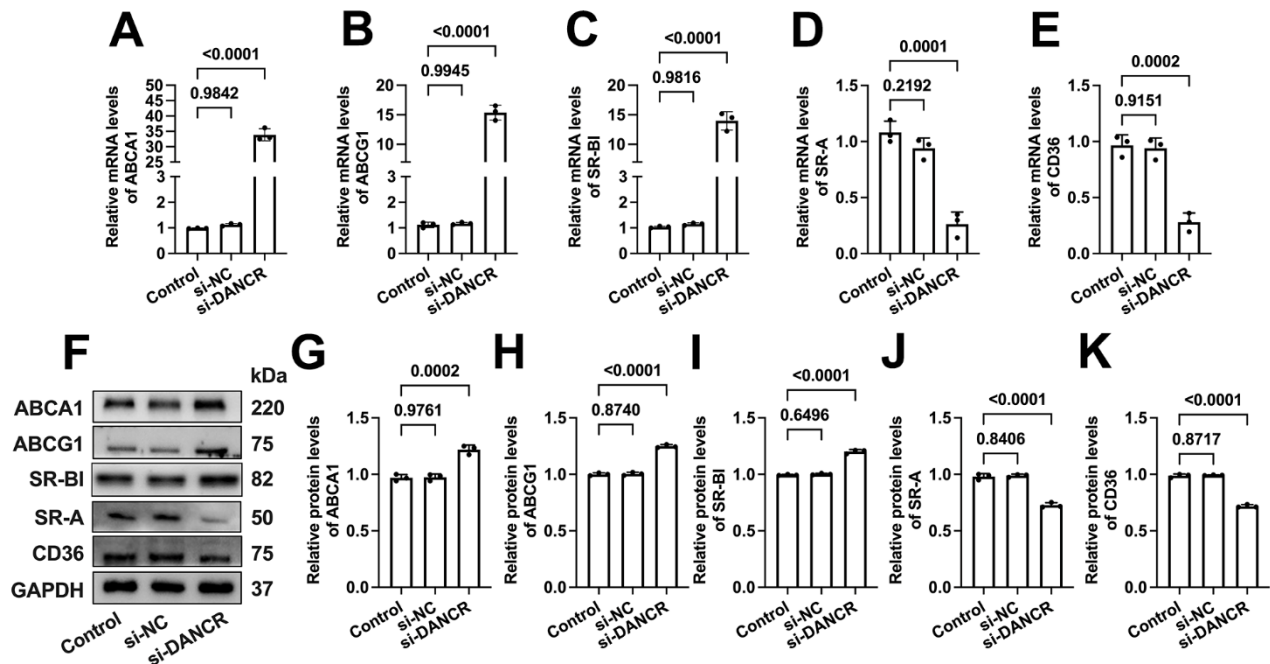 A
<0.0001
0.9842
Relative mRNA levels
of ABCA1
50
45
40
35
30
25
3
2
1
0
Control
si-NC
si-DANCR
B
<0.0001
0.9945
Relative mRNA levels
of ABCG1
20
15
10
3
2
1
0
Control
si-NC
si-DANCR
C
<0.0001
0.9816
Relative mRNA levels
of SR-BI
20
15
10
3
2
1
0
Control
si-NC
si-DANCR
D
0.0001
0.2192
Relative mRNA levels
of SR-A
1.5
1.0
0.5
0.0
Control
si-NC
si-DANCR
E
0.0002
0.9151
Relative mRNA levels
of CD36
1.5
1.0
0.5
0.0
Control
si-NC
si-DANCR
F
kDa
ABCA1 220
ABCG1 75
SR-BI 82
SR-A 50
CD36 75
GAPDH 37
Control
si-NC
si-DANCR
G
0.0002
0.9761
Relative protein levels
of ABCA1
1.5
1.0
0.5
0.0
Control
si-NC
si-DANCR
H
<0.0001
0.8740
Relative protein levels
of ABCG1
1.5
1.0
0.5
0.0
Control
si-NC
si-DANCR
I
<0.0001
0.6496
Relative protein levels
of SR-BI
1.5
1.0
0.5
0.0
Control
si-NC
si-DANCR
J
<0.0001
0.8406
Relative protein levels
of SR-A
1.5
1.0
0.5
0.0
Control
si-NC
si-DANCR
K
<0.0001
0.8717
Relative protein levels
of CD36
1.5
1.0
0.5
0.0
Control
si-NC
si-DANCR